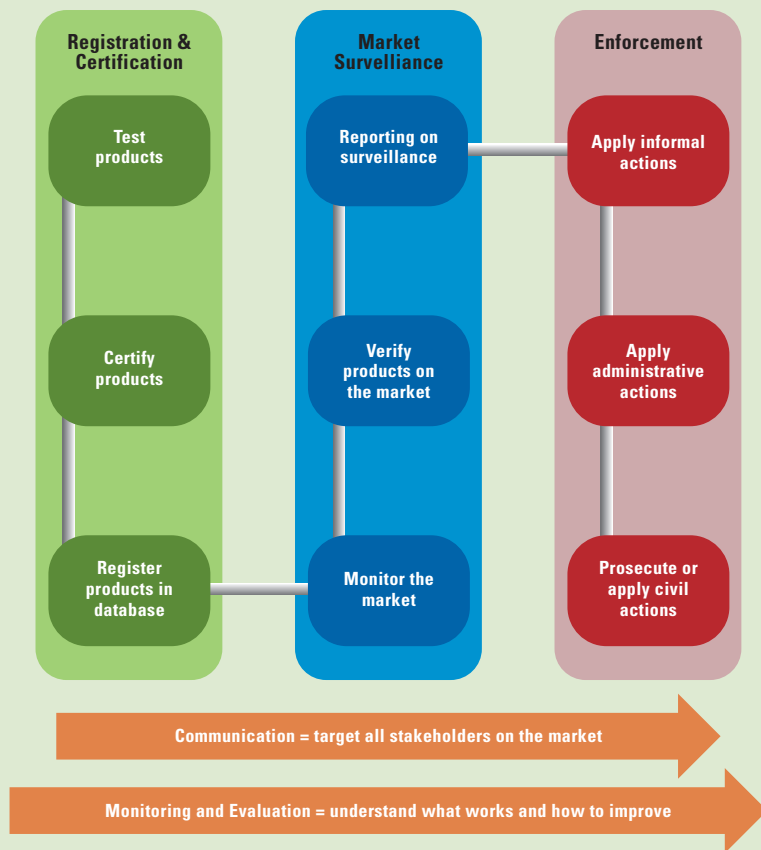 Registration &
Certification
Test
products
Certify
products
Register
products in
database
Market
Survelliance
Reporting on
surveillance
Verify
products on
the market
Monitor the
market
Enforcement
Apply informal
actions
Apply
administrative
actions
Prosecute or
apply civil
actions
Communication = target all stakeholders on the market
Monitoring and Evaluation = understand what works and how to improve